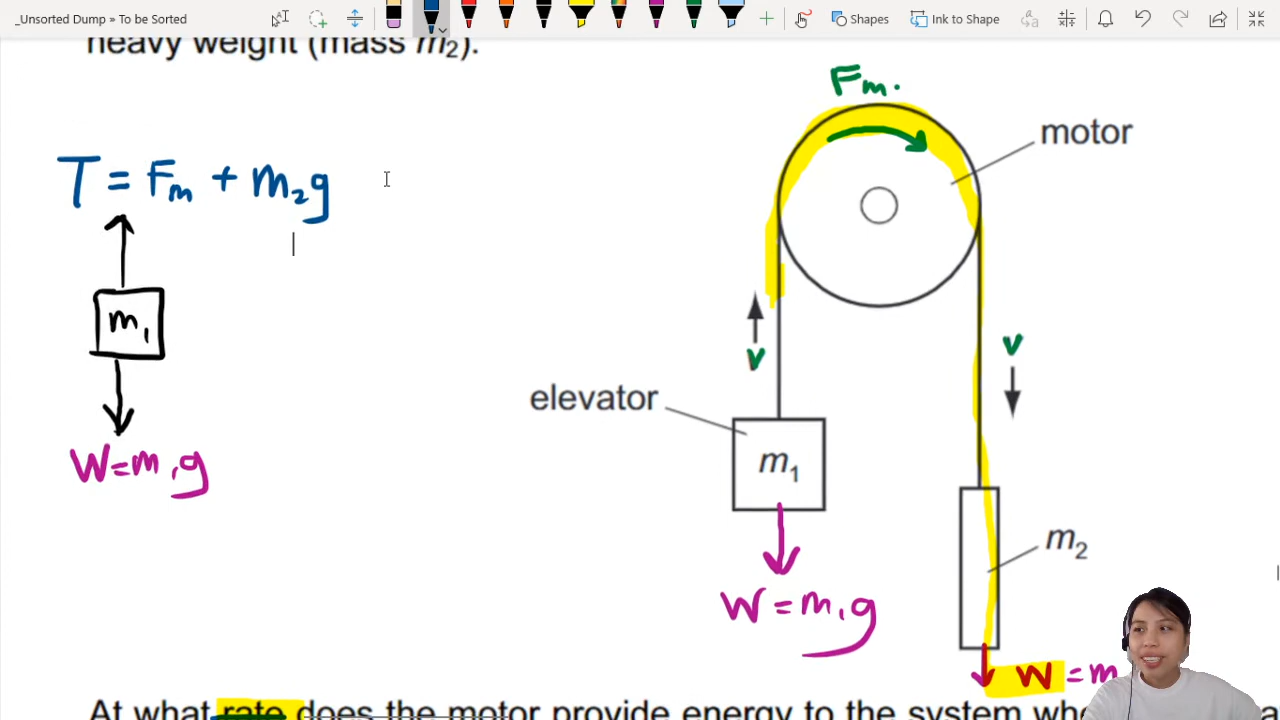 _Unsorted Dump » To be Sorted
Shapes
Ink to Shape
heavy weight (mass m₂).
Fₘ.
motor
T = Fₘ + m₂g
v
v
m₁
elevator
W=m₁g
m₁
m₂
W=m₁g
W = m
At what rate does the motor provide energy to the system